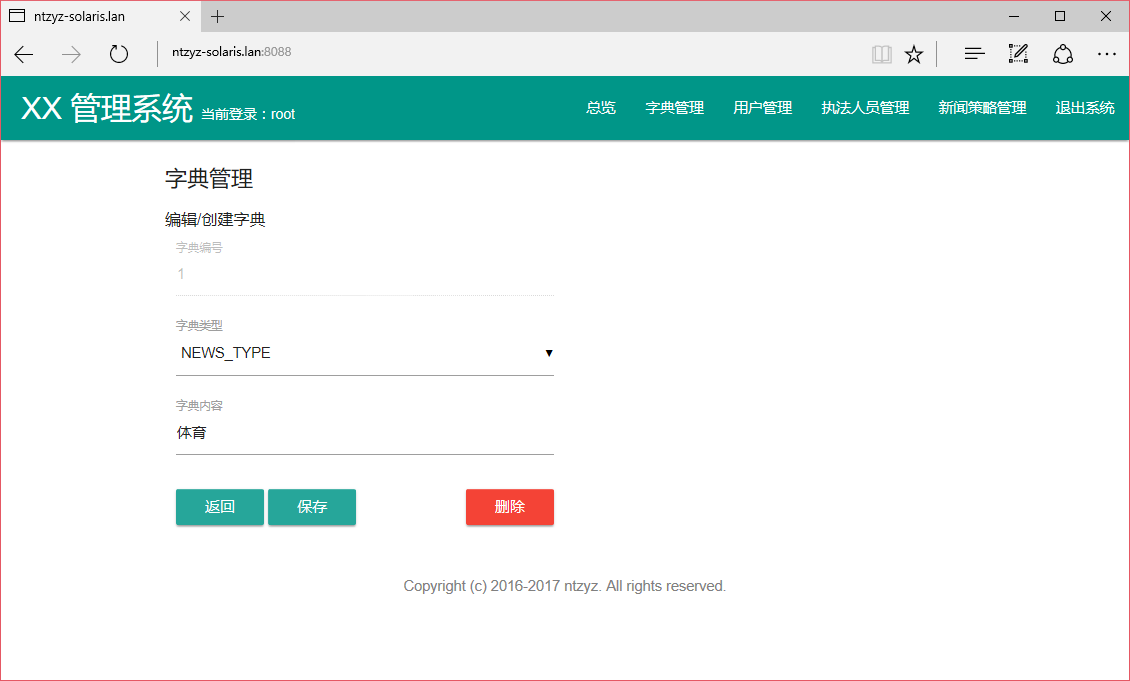 ntzyz-solaris.lan
ntzyz-solaris.lan:8088
XX 管理系统 当前登录：root 总览 字典管理 用户管理 执法人员管理 新闻策略管理 退出系统
字典管理
编辑/创建字典
字典编号
1
字典类型
NEWS_TYPE
字典内容
体育
返回 保存 删除
Copyright (c) 2016-2017 ntzyz. All rights reserved.